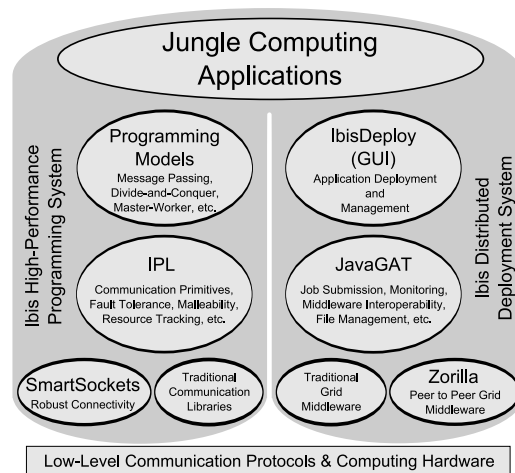 Jungle Computing
Applications
Ibis High-Performance
Programming System
Programming
Models
Message Passing,
Divide-and-Conquer,
Master-Worker, etc.
IPL
Communication Primitives,
Fault Tolerance, Malleability,
Resource Tracking, etc.
SmartSockets
Robust Connectivity
Traditional
Communication
Libraries
IbisDeploy
(GUI)
Application Deployment
and
Management
JavaGAT
Job Submission, Monitoring,
Middleware Interoperability,
File Management, etc.
Traditional
Grid
Middleware
Zorilla
Peer to Peer Grid
Middleware
Ibis Distributed
Deployment System
Low-Level Communication Protocols & Computing Hardware